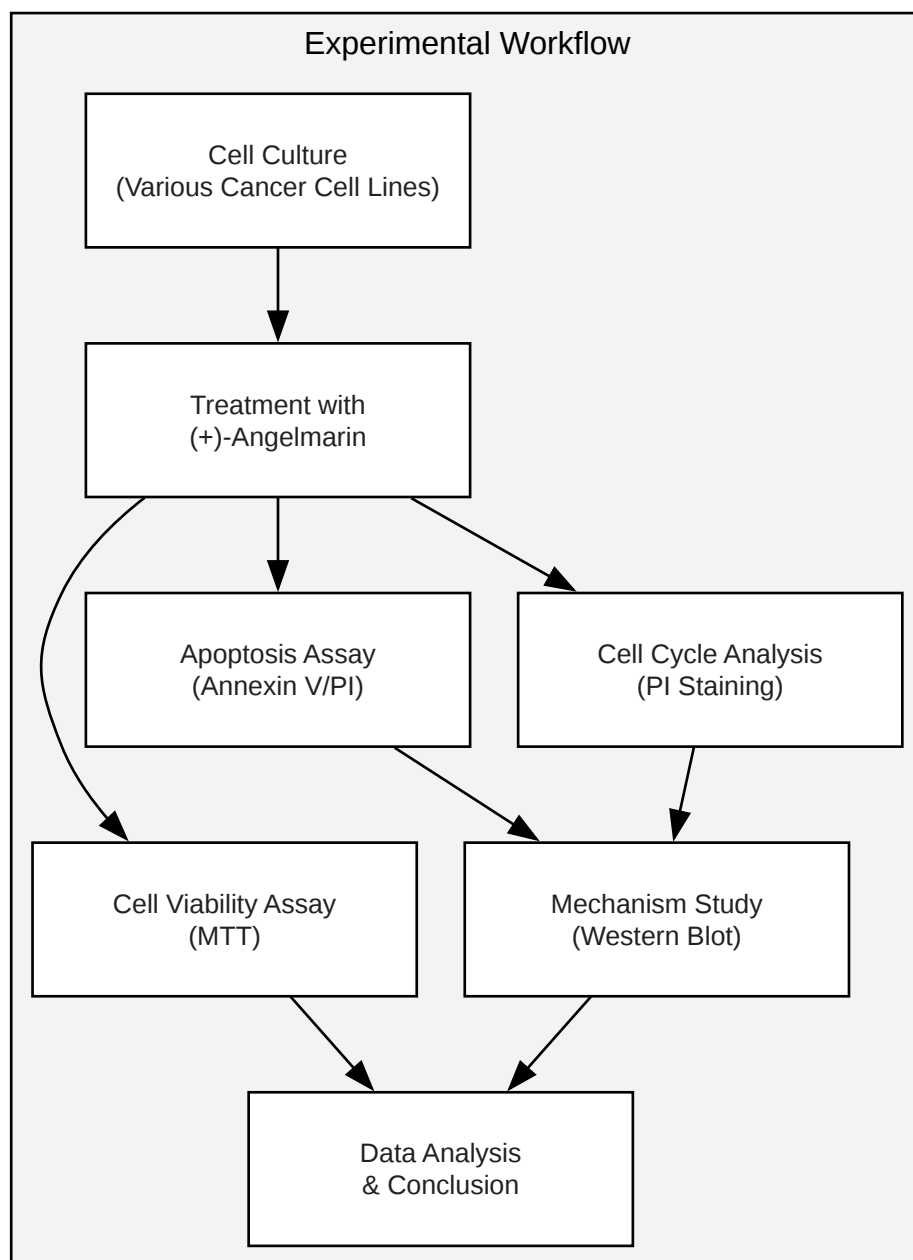 Experimental Workflow
Cell Culture
(Various Cancer Cell Lines)
Treatment with
(+)-Angelmarin
Apoptosis Assay
(Annexin V/PI)
Cell Cycle Analysis
(PI Staining)
Cell Viability Assay
(MTT)
Mechanism Study
(Western Blot)
Data Analysis
& Conclusion